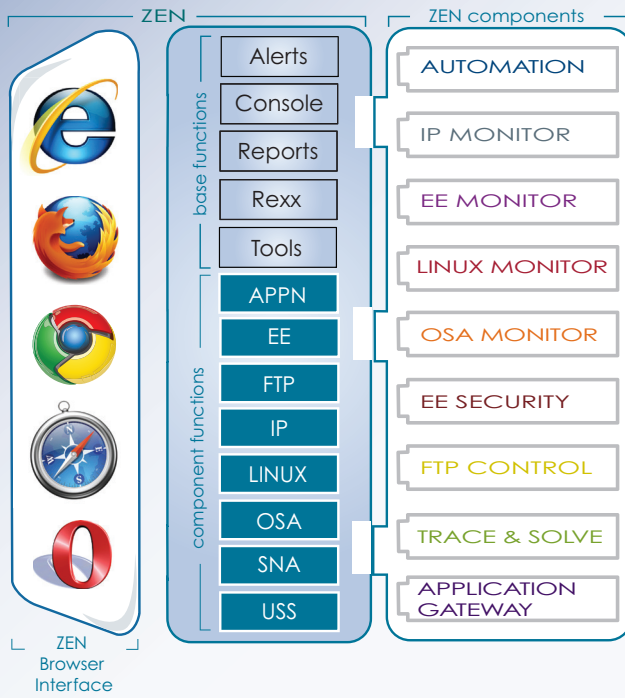 ZEN
ZEN components
base functions
Alerts
Console
Reports
Rexx
Tools
component functions
APPN
EE
FTP
IP
LINUX
OSA
SNA
USS
AUTOMATION
IP MONITOR
EE MONITOR
LINUX MONITOR
OSA MONITOR
EE SECURITY
FTP CONTROL
TRACE & SOLVE
APPLICATION
GATEWAY
N
E
S
W
ZEN
Browser
Interface